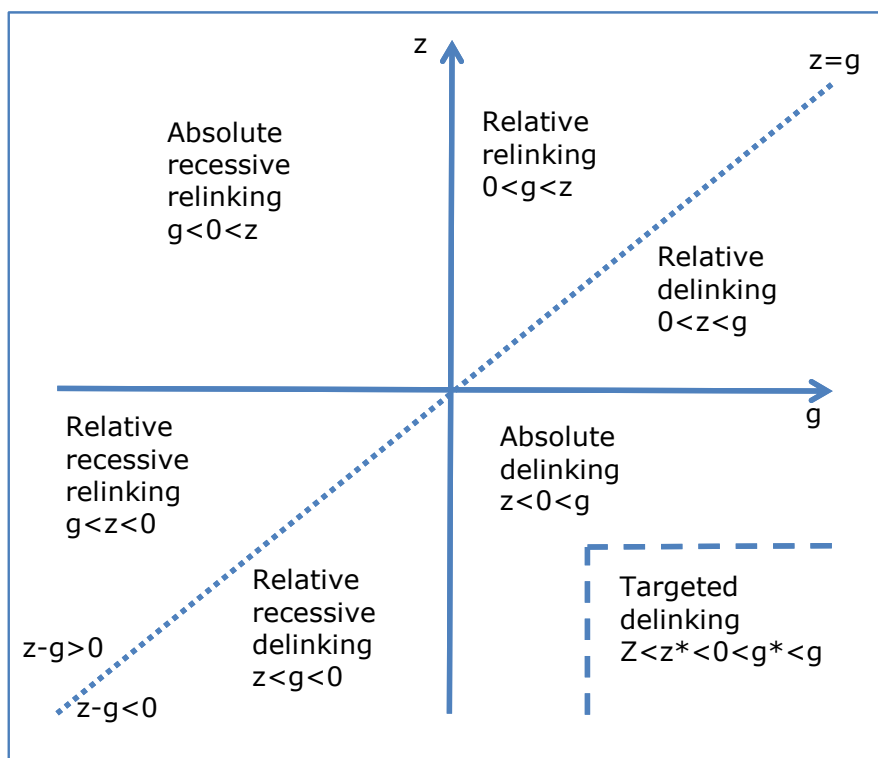 z
z=g
Absolute
recessive
relinking
g<0<z
Relative
relinking
0<g<z
Relative
delinking
0<z<g
g
Relative
recessive
relinking
g<z<0
Absolute
delinking
z<0<g
Relative
recessive
delinking
z<g<0
Targeted
delinking
Z<z*<0<g*<g
z-g>0
z-g<0